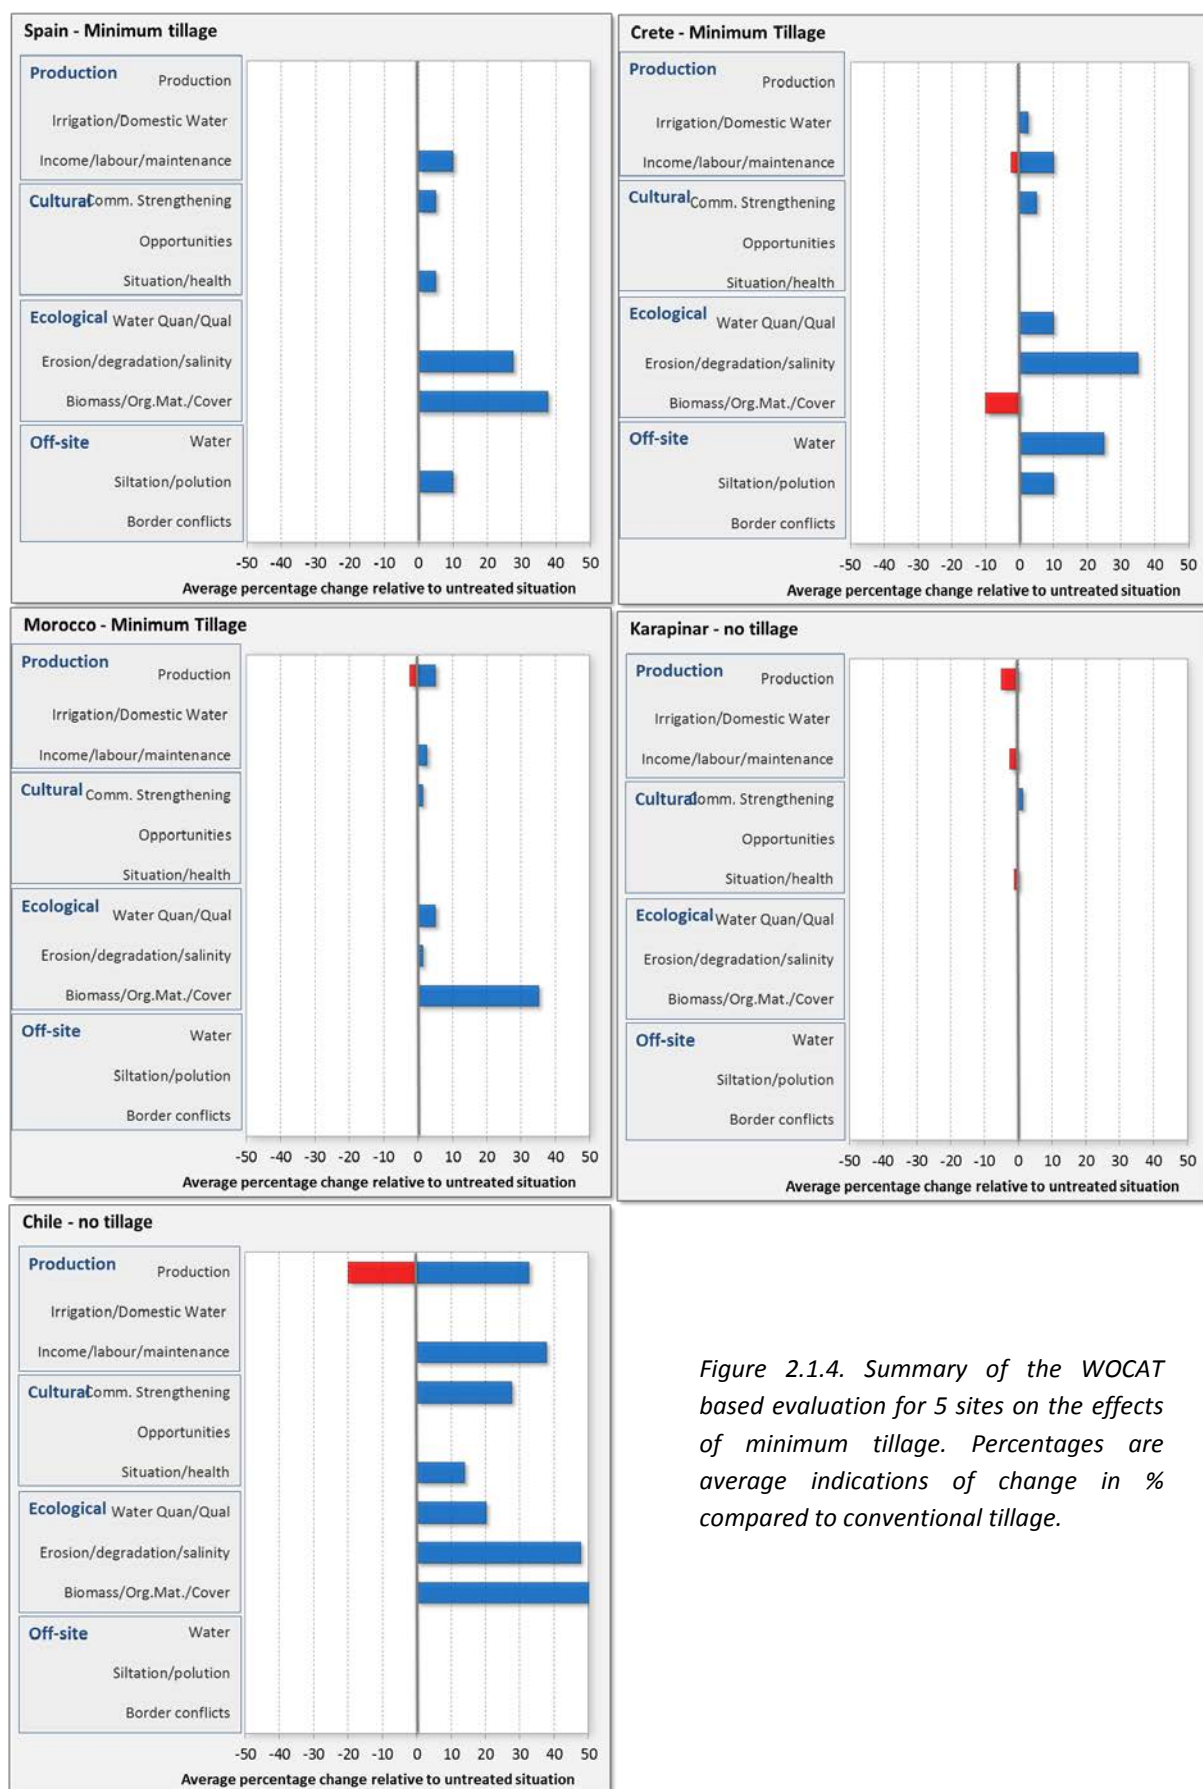 Spain - Minimum tillage
Production
Production
Irrigation/Domestic Water
Income/labour/maintenance
Cultural
Comm. Strengthening
Opportunities
Situation/health
Ecological
Water Quan/Qual
Erosion/degradation/salinity
Biomass/Org.Mat./Cover
Off-site
Water
Siltation/polution
Border conflicts
-50 -40 -30 -20 -10 0 10 20 30 40 50
Average percentage change relative to untreated situation
Crete - Minimum Tillage
Production
Production
Irrigation/Domestic Water
Income/labour/maintenance
Cultural
Comm. Strengthening
Opportunities
Situation/health
Ecological
Water Quan/Qual
Erosion/degradation/salinity
Biomass/Org.Mat./Cover
Off-site
Water
Siltation/polution
Border conflicts
-50 -40 -30 -20 -10 0 10 20 30 40 50
Average percentage change relative to untreated situation
Morocco - Minimum Tillage
Production
Production
Irrigation/Domestic Water
Income/labour/maintenance
Cultural
Comm. Strengthening
Opportunities
Situation/health
Ecological
Water Quan/Qual
Erosion/degradation/salinity
Biomass/Org.Mat./Cover
Off-site
Water
Siltation/polution
Border conflicts
-50 -40 -30 -20 -10 0 10 20 30 40 50
Average percentage change relative to untreated situation
Karapinar - no tillage
Production
Production
Irrigation/Domestic Water
Income/labour/maintenance
Cultural
Comm. Strengthening
Opportunities
Situation/health
Ecological
Water Quan/Qual
Erosion/degradation/salinity
Biomass/Org.Mat./Cover
Off-site
Water
Siltation/polution
Border conflicts
-50 -40 -30 -20 -10 0 10 20 30 40 50
Average percentage change relative to untreated situation
Chile - no tillage
Production
Production
Irrigation/Domestic Water
Income/labour/maintenance
Cultural
Comm. Strengthening
Opportunities
Situation/health
Ecological
Water Quan/Qual
Erosion/degradation/salinity
Biomass/Org.Mat./Cover
Off-site
Water
Siltation/polution
Border conflicts
-50 -40 -30 -20 -10 0 10 20 30 40 50
Average percentage change relative to untreated situation
Figure 2.1.4. Summary of the WOCAT
based evaluation for 5 sites on the effects
of minimum tillage. Percentages are
average indications of change in %
compared to conventional tillage.